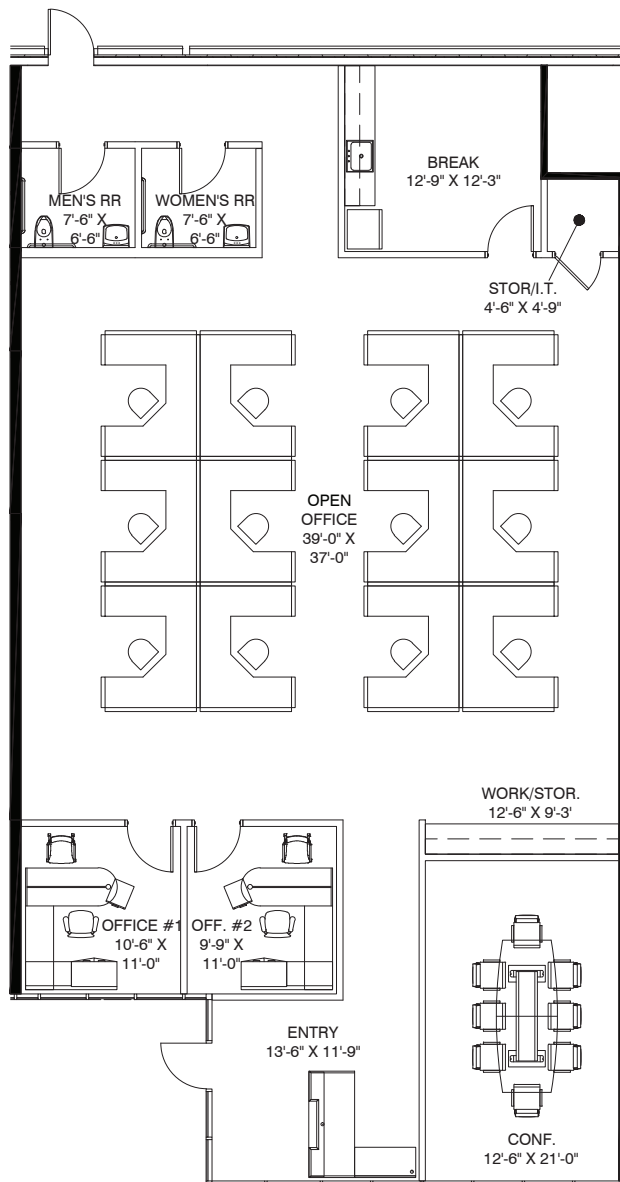 BREAK
12'-9" X 12'-3"
MEN'S RR
7'-6" X
6'-6"
WOMEN'S RR
7'-6" X
6'-6"
STOR/I.T.
4'-6" X 4'-9"
OPEN
OFFICE
39'-0" X
37'-0"
WORK/STOR.
12'-6" X 9'-3'
OFFICE #1
10'-6" X
11'-0"
OFF. #2
9'-9" X
11'-0"
ENTRY
13'-6" X 11'-9"
CONF.
12'-6" X 21'-0"